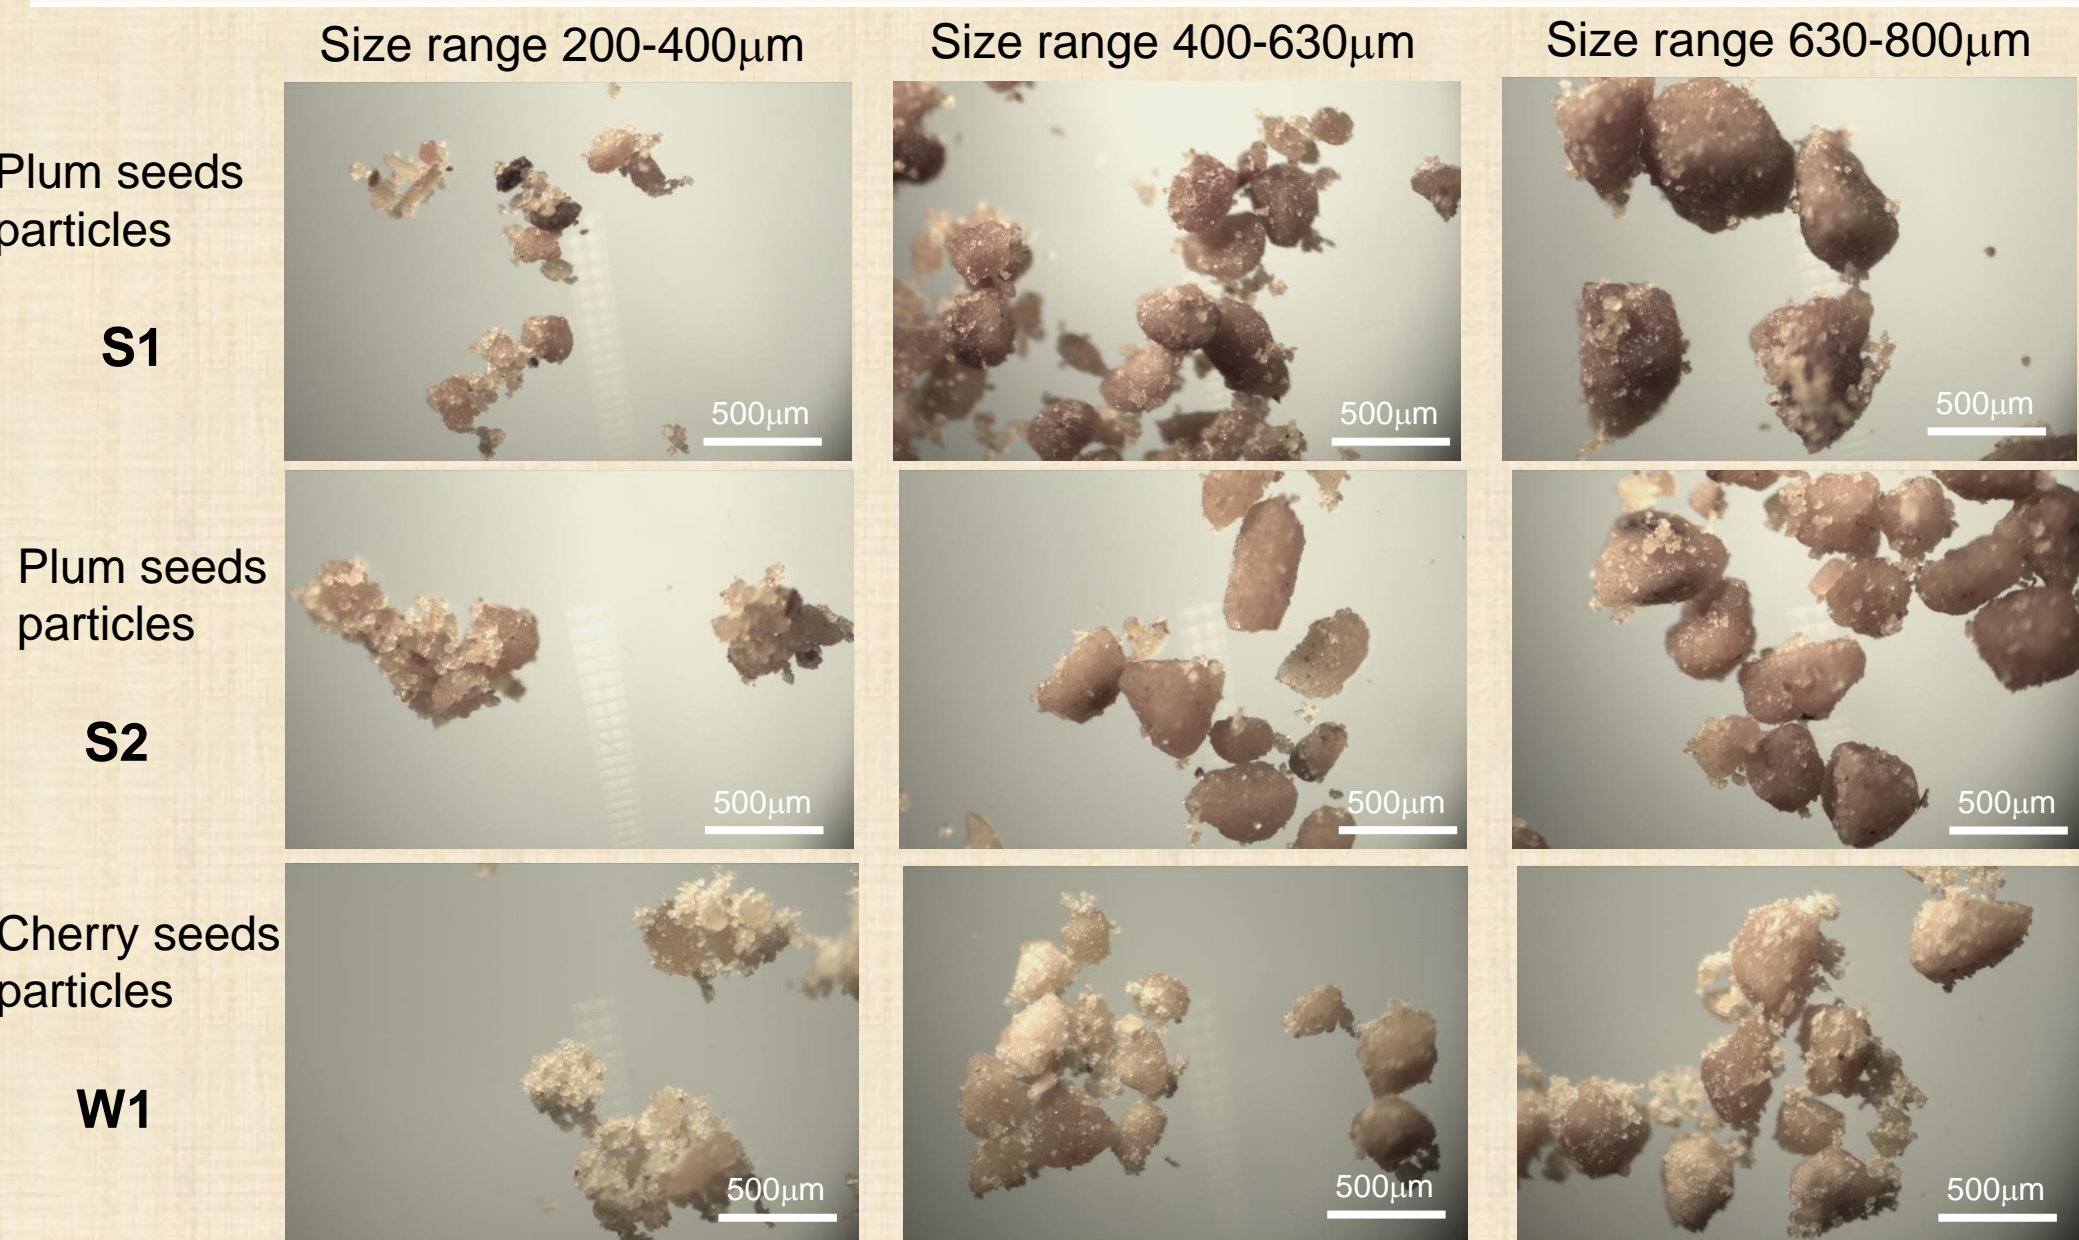 Size range 200-400μm
Size range 400-630μm
Size range 630-800μm
Plum seeds
particles
S1
500μm
500μm
500μm
Plum seeds
particles
S2
500μm
500μm
500μm
Cherry seeds
particles
W1
500μm
500μm
500μm